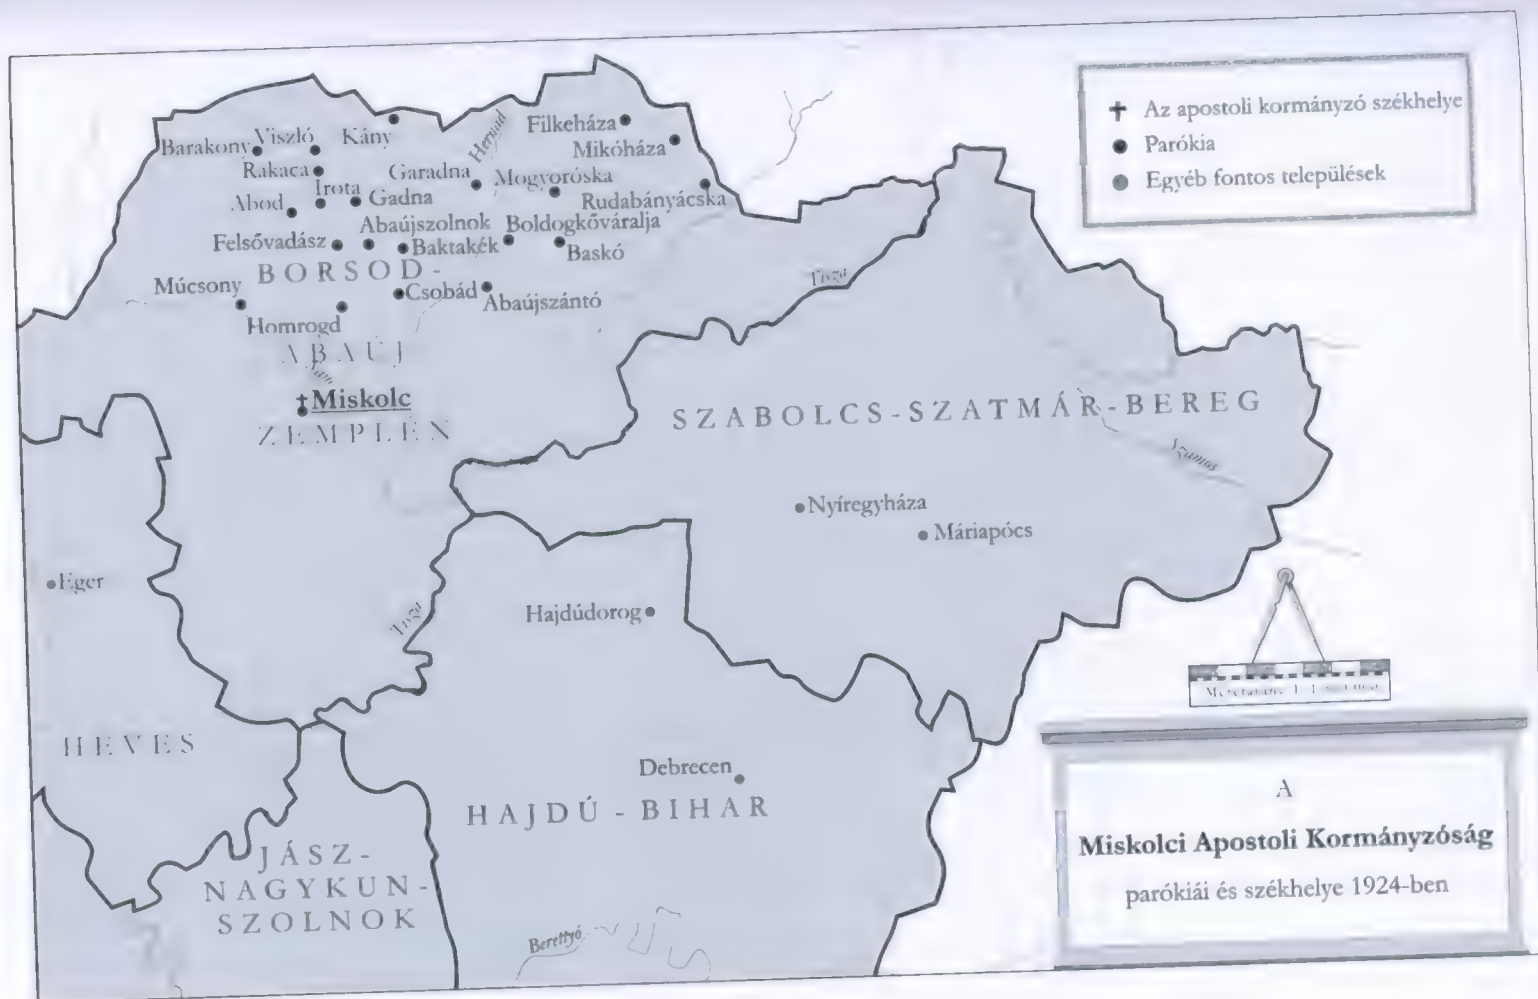 † Az apostoli kormányzó székhelye
● Parókia
● Egyéb fontos települések
Filkeháza
Barakony
Viszló
Kány
Hernád
Mikóháza
Rakaca
Garadna
Mogyoróska
Rudabányácska
Irota
Abod
Gadna
Abaújszolnok
Boldogkőváralja
Felsővadász
Baktakék
Baskó
BORSOD-
Múcsony
Csobád
Abaújszántó
Homrogd
Tisza
ABAÚJ
†Miskolc
ZEMPLÉN
SZABOLCS-SZATMÁR-BEREG
Szamos
Nyíregyháza
Máriapócs
Eger
Hajdúdorog
Tisza
HEVES
Debrecen
HAJDÚ - BIHAR
JÁSZ-
NAGYKUN-
SZOLNOK
Berettyó
A
Miskolci Apostoli Kormányzóság
parókiái és székhelye 1924-ben